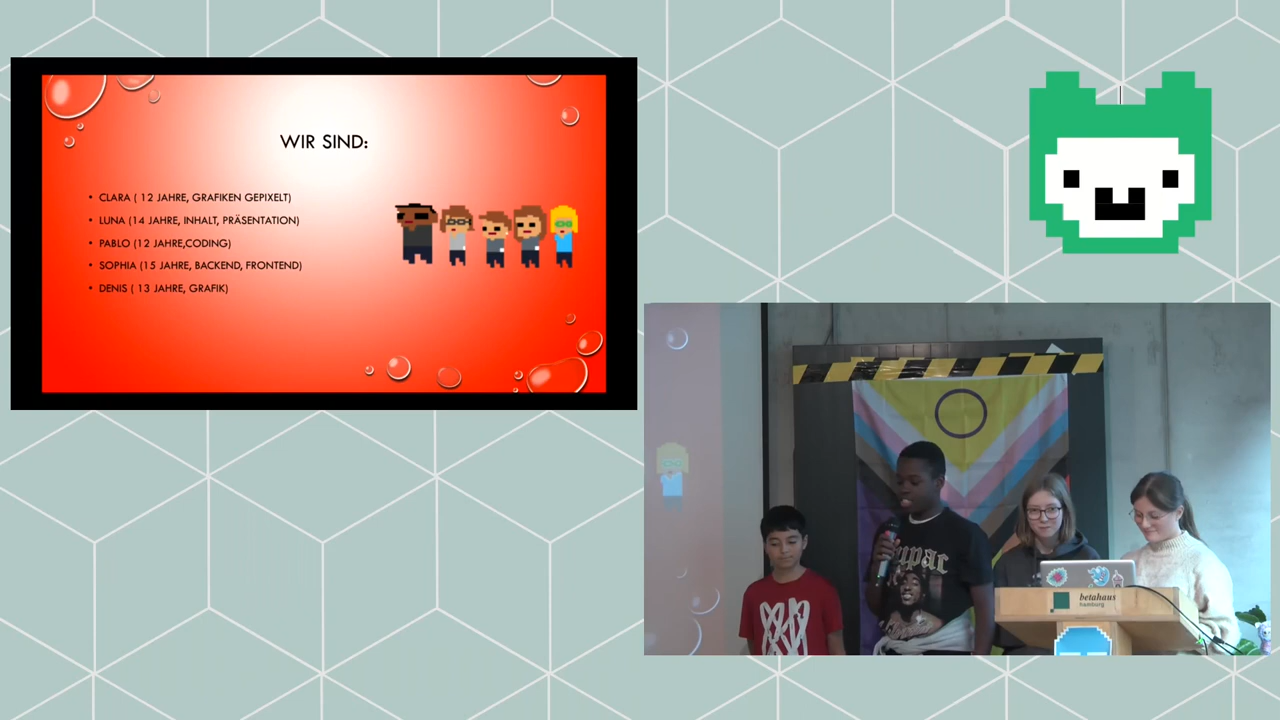 WIR SIND:
• CLARA ( 12 JAHRE, GRAFIKEN GEPIXELT)
• LUNA (14 JAHRE, INHALT, PRÄSENTATION)
• PABLO (12 JAHRE,CODING)
• SOPHIA (15 JAHRE, BACKEND, FRONTEND)
• DENIS ( 13 JAHRE, GRAFIK)
betahaus
hamburg